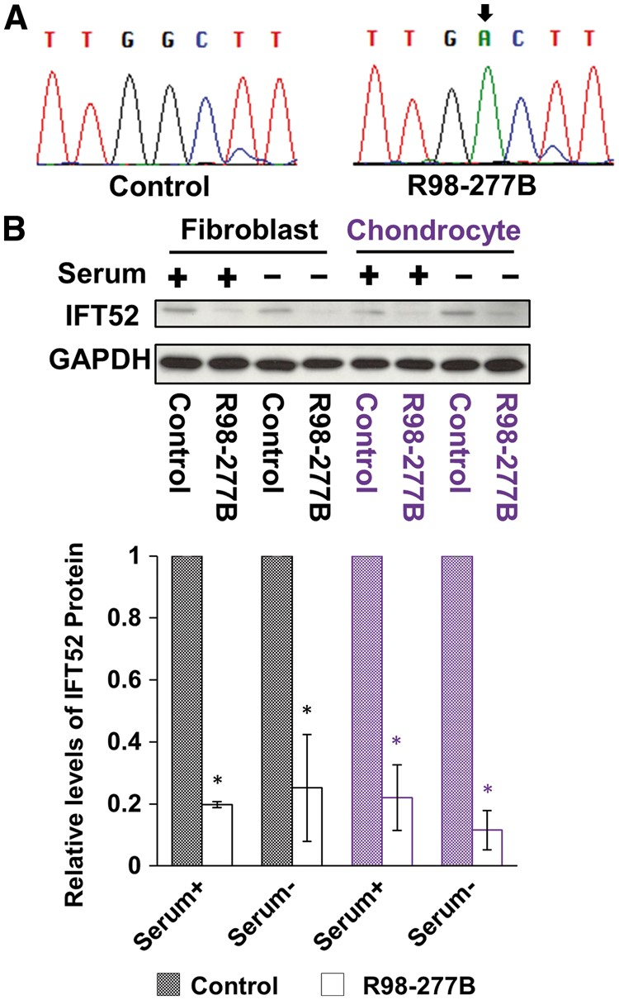 A
T T G G C T T
T T G A C T T
Control
R98-277B
B
Fibroblast
Chondrocyte
Serum + + – – + + – –
IFT52
GAPDH
Control
R98-277B
Control
R98-277B
Control
R98-277B
Control
R98-277B
Relative levels of IFT52 Protein
1
0.8
0.6
0.4
0.2
0
*
*
*
*
Serum+
Serum-
Serum+
Serum-
Control
R98-277B